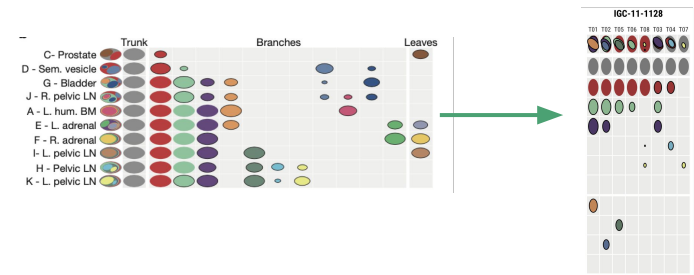 IGC-11-1128
Trunk Branches Leaves
T01 T02 T05 T06 T08 T03 T04 T07
C- Prostate
D - Sem. vesicle
G - Bladder
J - R. pelvic LN
A - L. hum. BM
E - L. adrenal
F - R. adrenal
I- L. pelvic LN
H - Pelvic LN
K - L. pelvic LN